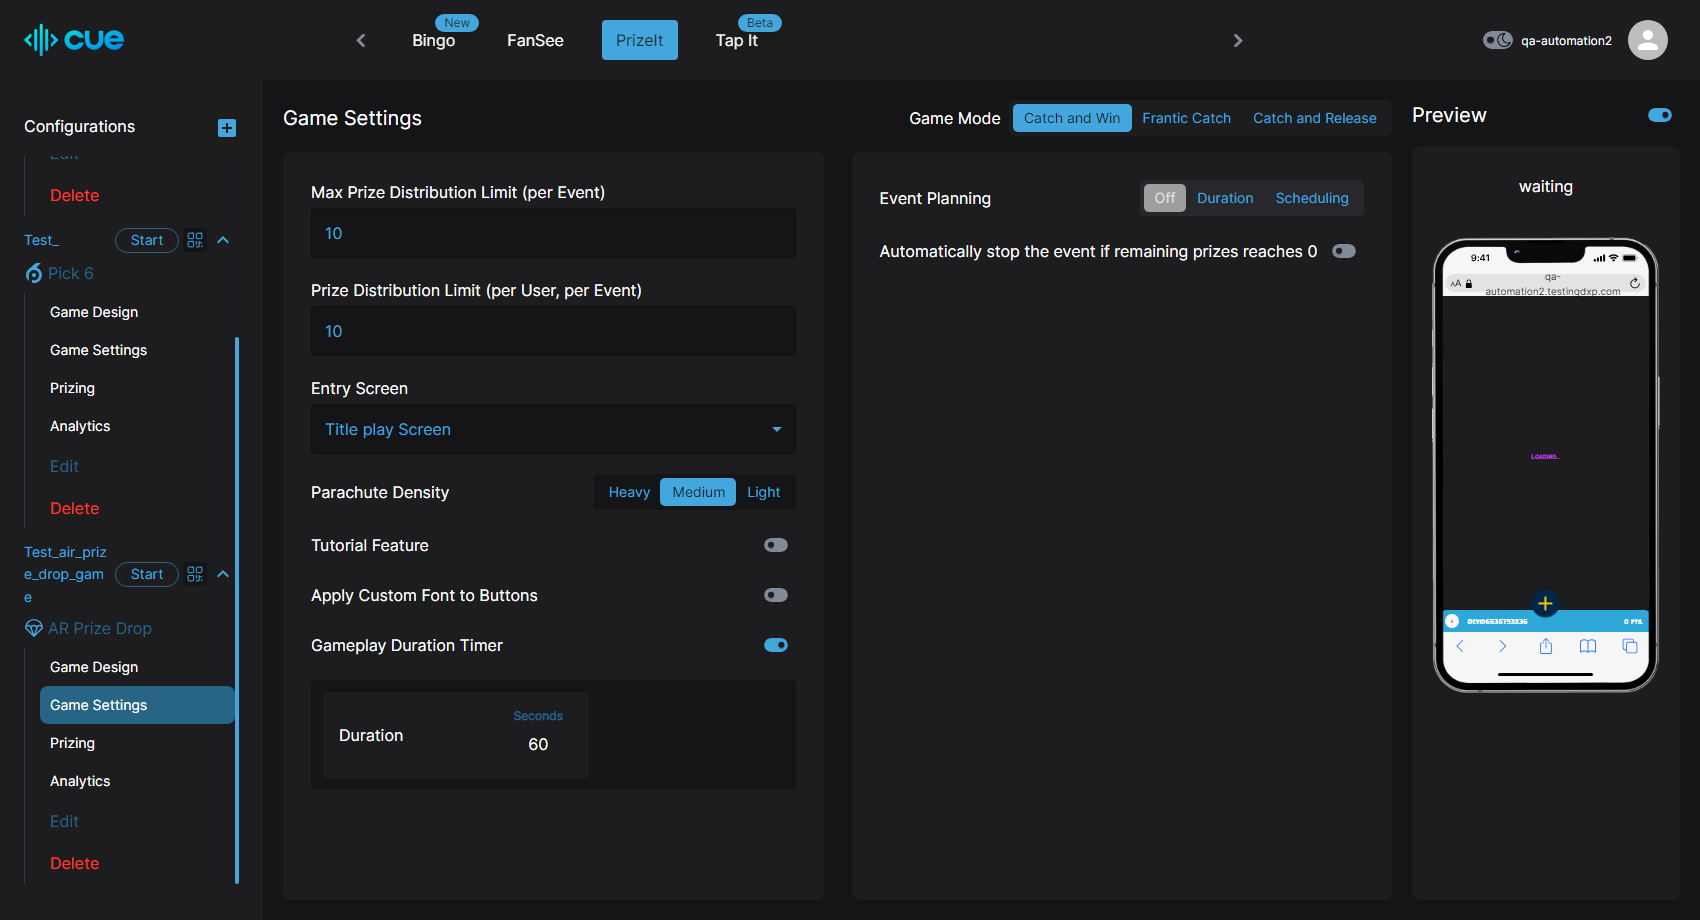 cue
New
Bingo
FanSee
PrizeIt
Beta
Tap It
qa-automation2
Configurations
Edit
Delete
Test_
Start
Pick 6
Game Design
Game Settings
Prizing
Analytics
Edit
Delete
Test_air_priz
e_drop_gam
e
Start
AR Prize Drop
Game Design
Game Settings
Prizing
Analytics
Edit
Delete
Game Settings
Game Mode
Catch and Win
Frantic Catch
Catch and Release
Max Prize Distribution Limit (per Event)
10
Prize Distribution Limit (per User, per Event)
10
Entry Screen
Title play Screen
Parachute Density
Heavy
Medium
Light
Tutorial Feature
Apply Custom Font to Buttons
Gameplay Duration Timer
Duration
Seconds
60
Event Planning
Off
Duration
Scheduling
Automatically stop the event if remaining prizes reaches 0
Preview
waiting
9:41
AA
qa-
automation2.testingdxp.com
LOADING...
DEVID6535793236
0 PTS.